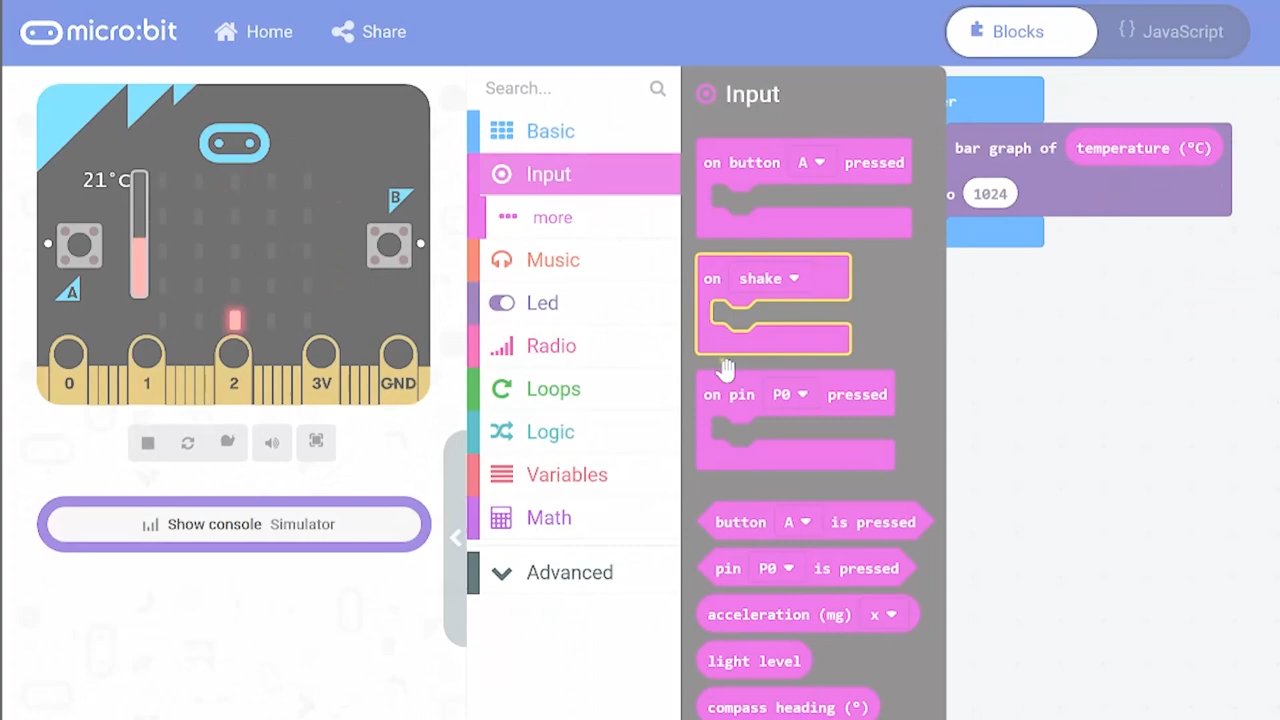 micro:bit
Home
Share
Blocks
{} JavaScript
21°C
B
A
0
1
2
3V
GND
Show console Simulator
Search...
Basic
Input
more
Music
Led
Radio
Loops
Logic
Variables
Math
Advanced
Input
on button A pressed
on shake
on pin P0 pressed
button A is pressed
pin P0 is pressed
acceleration (mg) x
light level
compass heading (°)
bar graph of temperature (°C)
1024